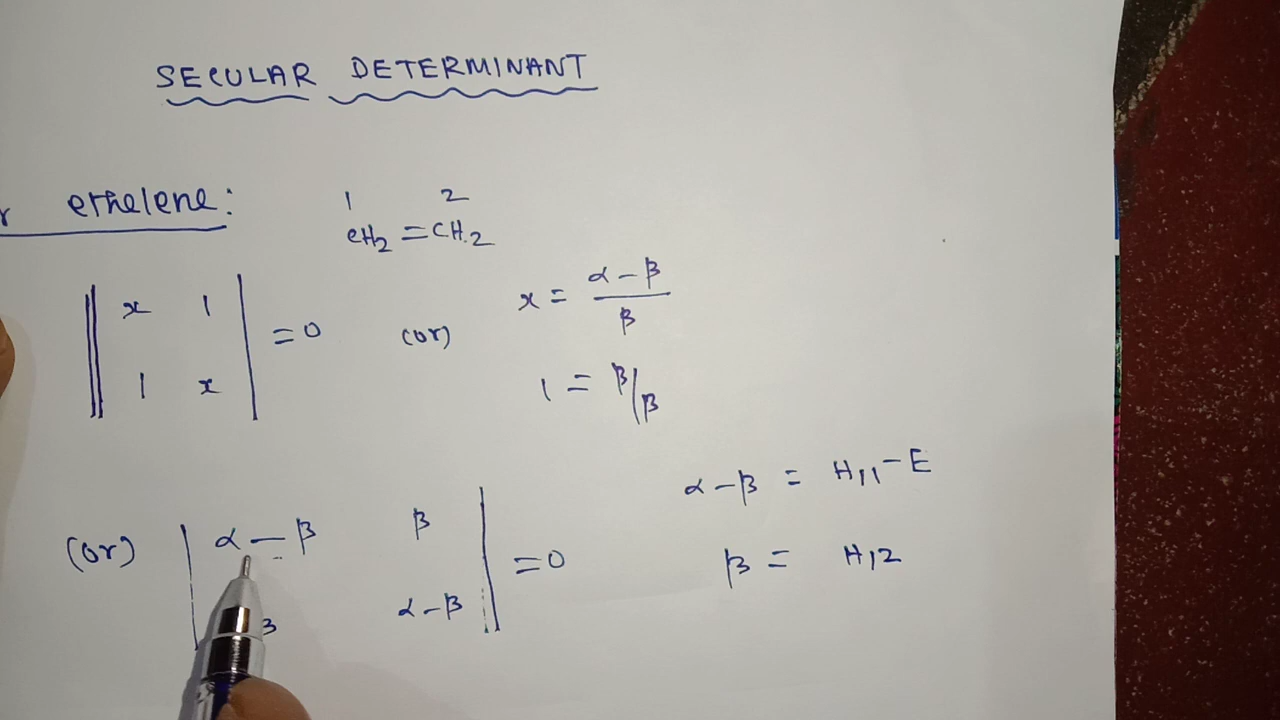 SECULAR DETERMINANT
r ethelene:
1 2
CH2 = CH2
| x 1 | = 0 (or) x = α-β / β
| 1 x | 1 = β/β
α-β = H11-E
(or) | α-β β | = 0
β = H12
| β α-β |